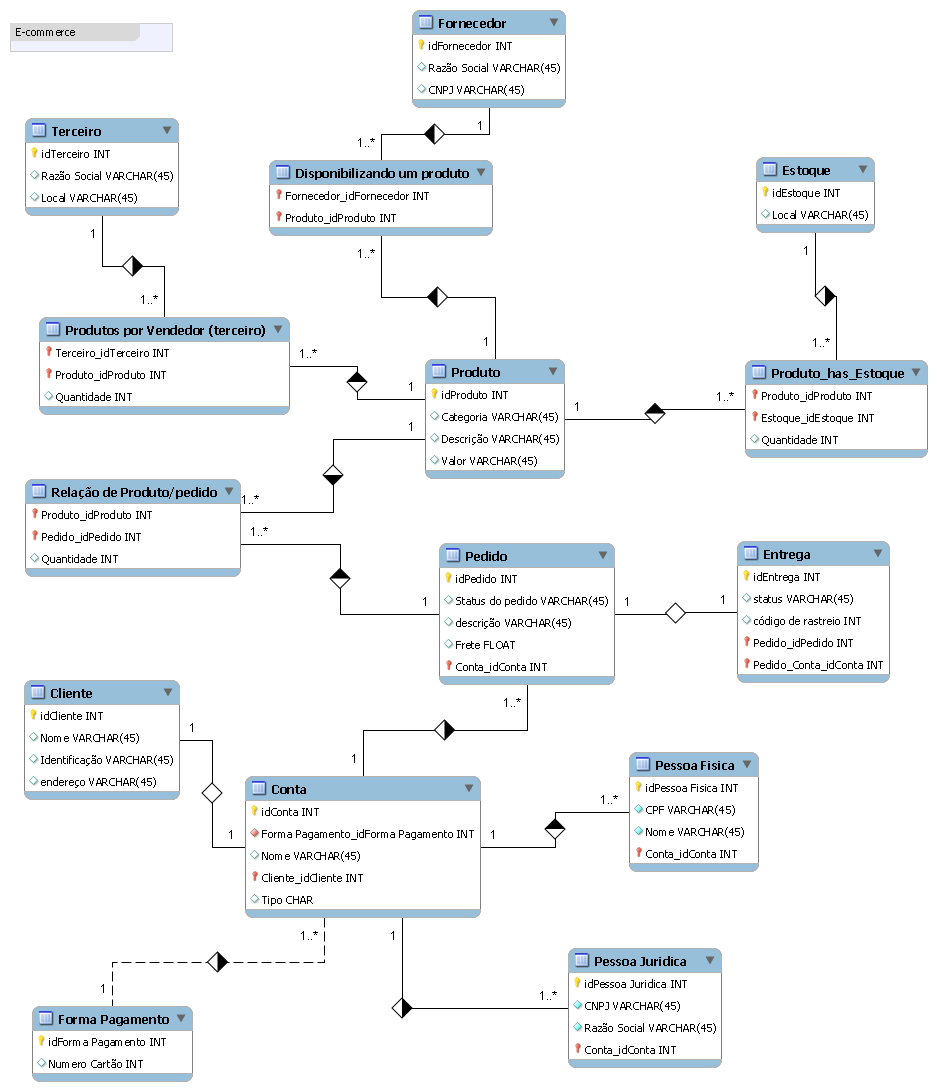 E-commerce
Fornecedor
idFornecedor INT
Razão Social VARCHAR(45)
CNPJ VARCHAR(45)
1
1..*
Terceiro
idTerceiro INT
Razão Social VARCHAR(45)
Local VARCHAR(45)
1
1..*
Disponibilizando um produto
Fornecedor_idFornecedor INT
Produto_idProduto INT
1..*
1
Estoque
idEstoque INT
Local VARCHAR(45)
1
1..*
Produtos por Vendedor (terceiro)
Terceiro_idTerceiro INT
Produto_idProduto INT
Quantidade INT
1..*
1
Produto
idProduto INT
Categoria VARCHAR(45)
Descrição VARCHAR(45)
Valor VARCHAR(45)
1
1..*
Produto_has_Estoque
Produto_idProduto INT
Estoque_idEstoque INT
Quantidade INT
1
1..*
Relação de Produto/pedido
Produto_idProduto INT
Pedido_idPedido INT
Quantidade INT
1..*
1
Pedido
idPedido INT
Status do pedido VARCHAR(45)
descrição VARCHAR(45)
Frete FLOAT
Conta_idConta INT
1
1
Entrega
idEntrega INT
status VARCHAR(45)
código de rastreio INT
Pedido_idPedido INT
Pedido_Conta_idConta INT
1..*
1
Cliente
idCliente INT
Nome VARCHAR(45)
Identificação VARCHAR(45)
endereço VARCHAR(45)
1
1
Conta
idConta INT
Forma Pagamento_idForma Pagamento INT
Nome VARCHAR(45)
Cliente_idCliente INT
Tipo CHAR
1
1..*
Pessoa Fisica
idPessoa Fisica INT
CPF VARCHAR(45)
Nome VARCHAR(45)
Conta_idConta INT
1..*
1
1
1..*
Pessoa Juridica
idPessoa Juridica INT
CNPJ VARCHAR(45)
Razão Social VARCHAR(45)
Conta_idConta INT
Forma Pagamento
idForma Pagamento INT
Numero Cartão INT